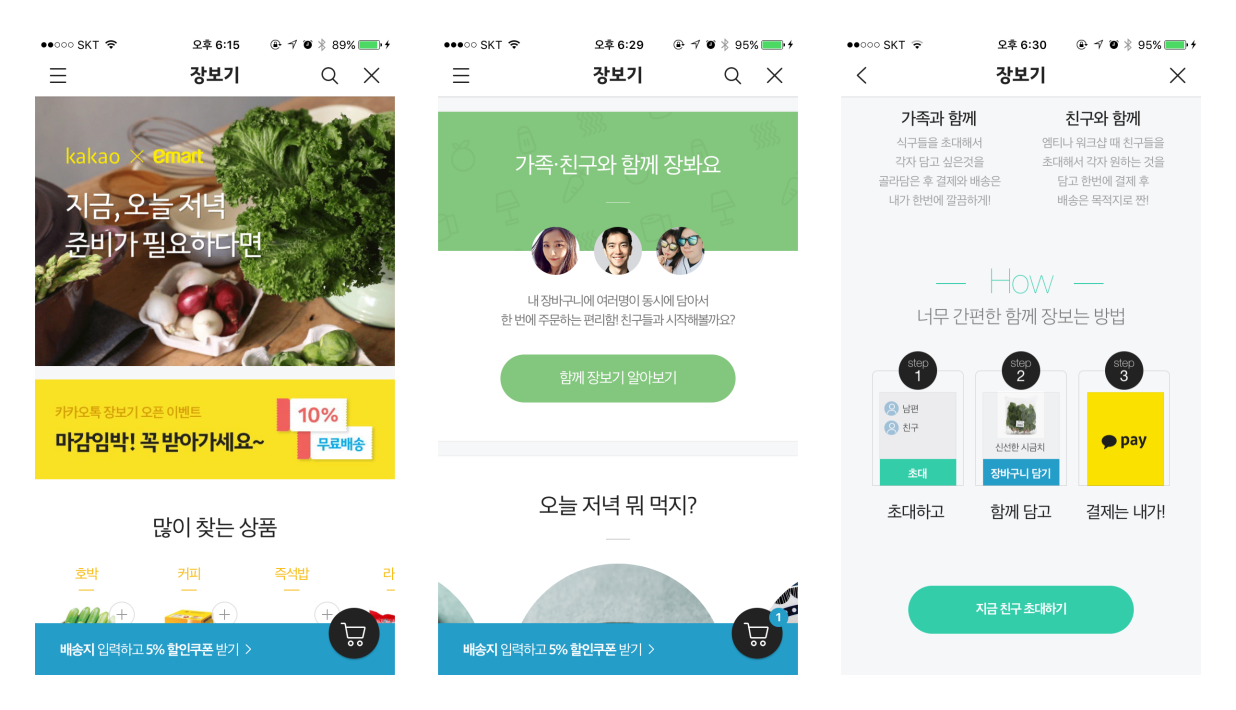 SKT 오후 6:15 89%
장보기
kakao × emart
지금, 오늘 저녁
준비가 필요하다면
카카오톡 장보기 오픈 이벤트
마감임박! 꼭 받아가세요~
10%
무료배송
많이 찾는 상품
호박 커피 즉석밥 라
배송지 입력하고 5% 할인쿠폰 받기 >
SKT 오후 6:29 95%
장보기
가족·친구와 함께 장봐요
내 장바구니에 여러명이 동시에 담아서
한 번에 주문하는 편리함! 친구들과 시작해볼까요?
함께 장보기 알아보기
오늘 저녁 뭐 먹지?
배송지 입력하고 5% 할인쿠폰 받기 >
1
SKT 오후 6:30 95%
장보기
가족과 함께
식구들을 초대해서
각자 담고 싶은것을
골라담은 후 결제와 배송은
내가 한번에 깔끔하게!
친구와 함께
엠티나 워크샵 때 친구들을
초대해서 각자 원하는 것을
담고 한번에 결제 후
배송은 목적지로 짠!
How
너무 간편한 함께 장보는 방법
step
1
남편
친구
초대
초대하고
step
2
신선한 시금치
장바구니 담기
함께 담고
step
3
pay
결제는 내가!
지금 친구 초대하기